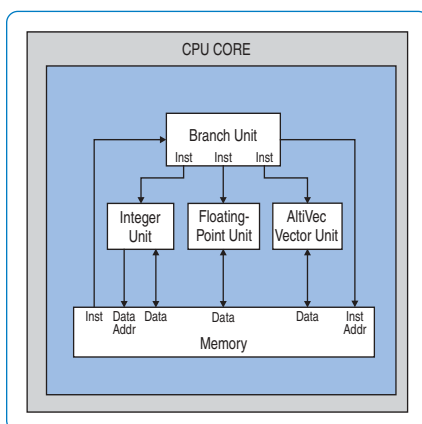 CPU CORE
Branch Unit
Inst Inst Inst
Integer
Unit
Floating-
Point Unit
AltiVec
Vector Unit
Inst Data
Addr Data Data Data Inst
Addr
Memory